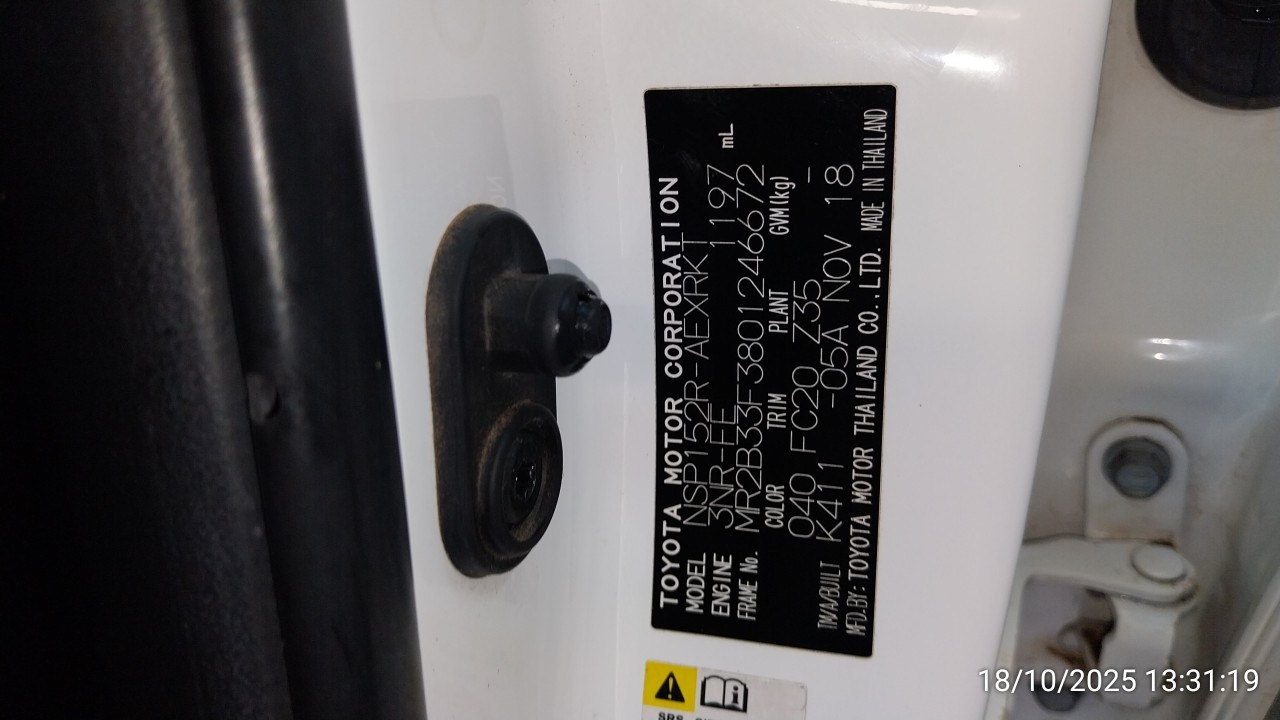 TOYOTA MOTOR CORPORATION
MODEL NSP152R-AEXRKT
ENGINE 3NR-FE 1197 mL
FRAME No. MR2B33F3801246672
COLOR TRIM PLANT GVM(kg)
040 FC20 Z35 -
TM/A/BUILT K411 -05A NOV 18
MFD.BY: TOYOTA MOTOR THAILAND CO.,LTD. MADE IN THAILAND
SRS
18/10/2025 13:31:19